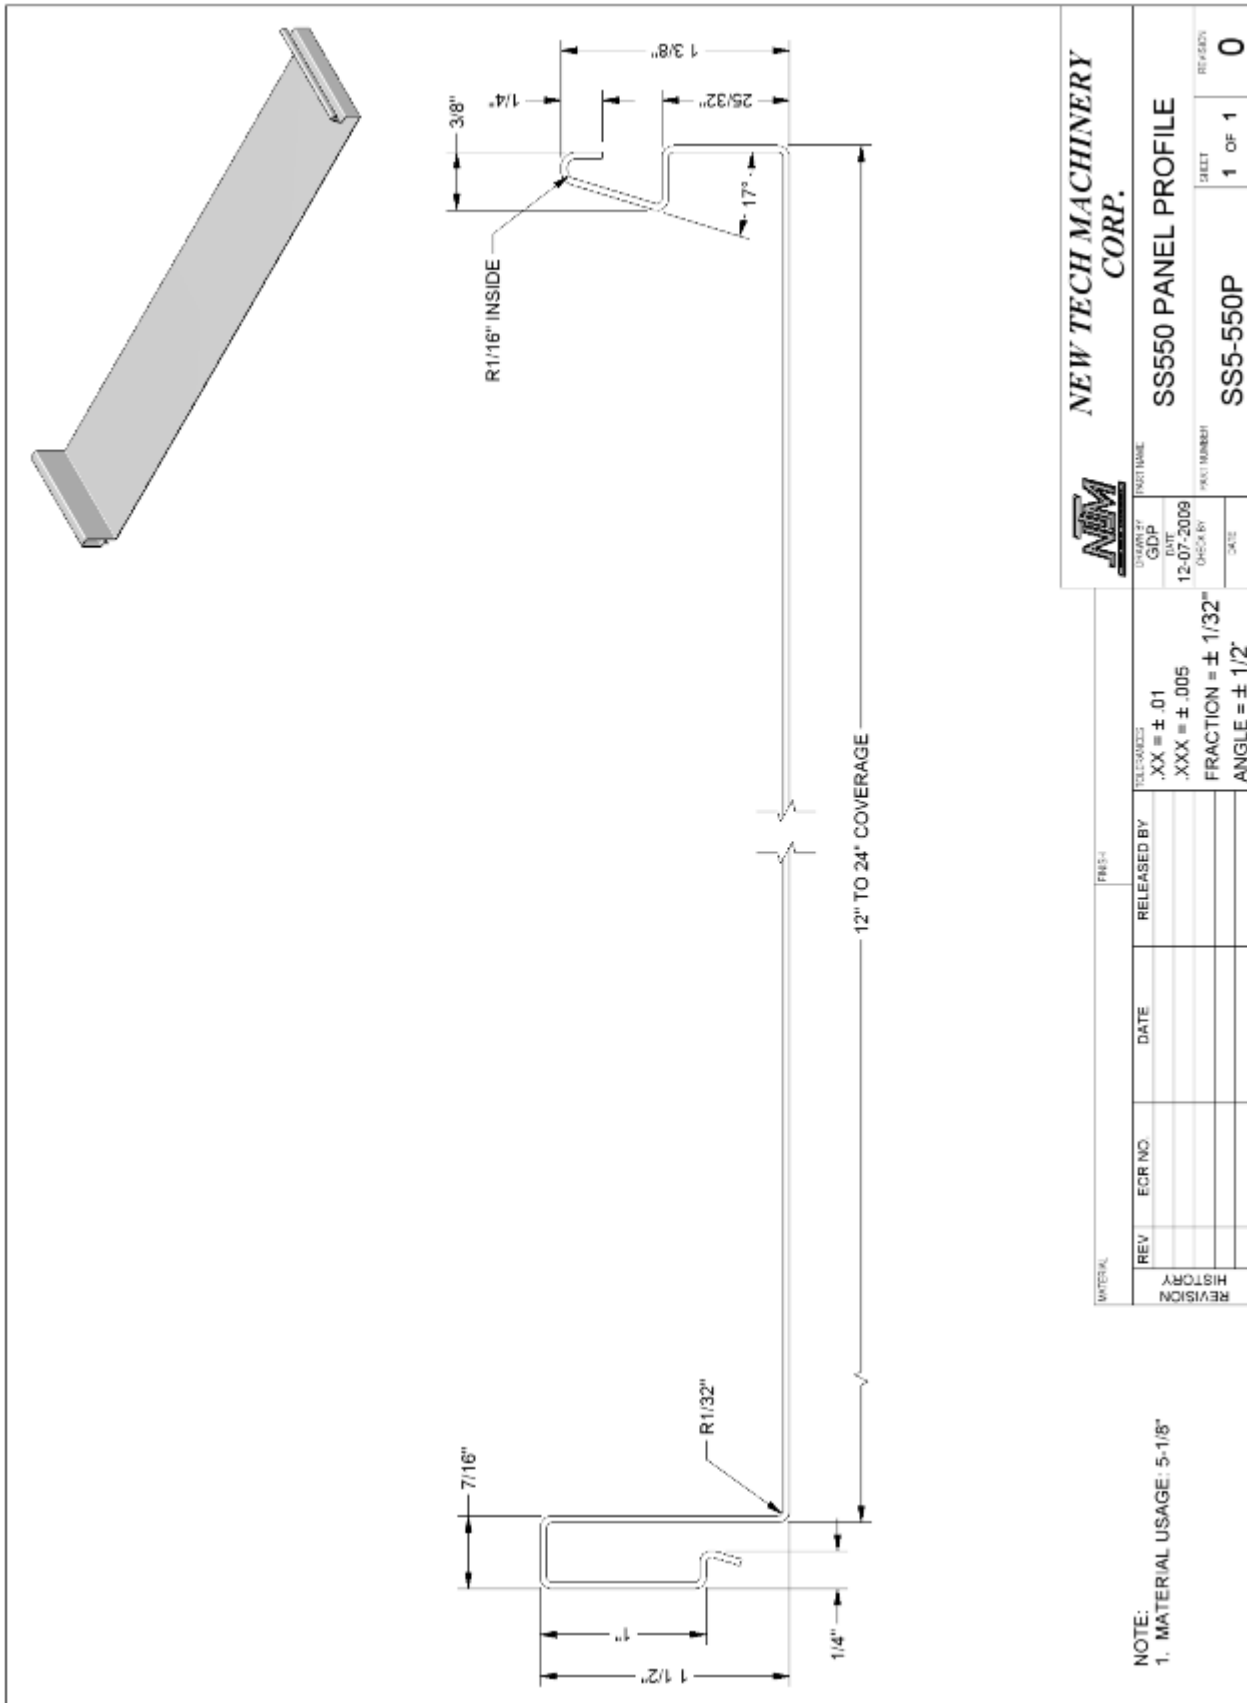 1 3/8"
1/4"
25/32"
3/8"
17°
R1/16" INSIDE
12" TO 24" COVERAGE
7/16"
R1/32"
1"
1 1/2"
1/4"
NOTE:
1. MATERIAL USAGE: 5-1/8"
MATERIAL
FINISH
REVISION HISTORY
REV
ECR NO.
DATE
RELEASED BY
TOLERANCES
.XX = ± .01
.XXX = ± .005
FRACTION = ± 1/32"
ANGLE = ± 1/2°
NTM
NEW TECH MACHINERY
CORP.
DRAWN BY
GDP
DATE
12-07-2009
CHECK BY
DATE
PART NAME
SS550 PANEL PROFILE
PART NUMBER
SS5-550P
SHEET
1 OF 1
REVISION
0